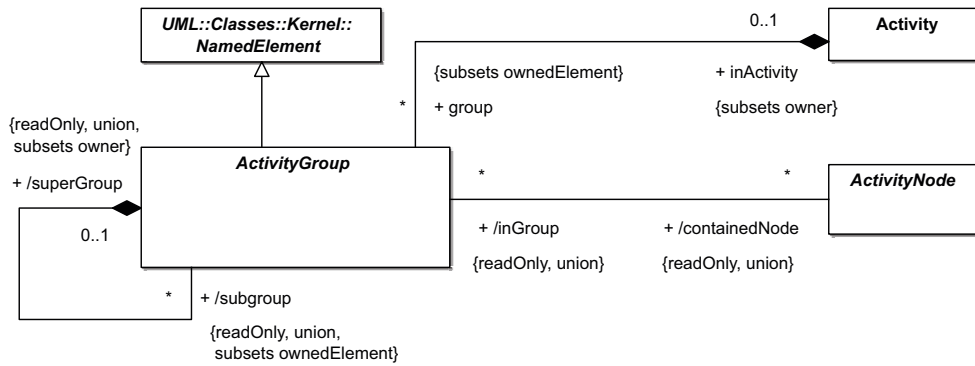 UML::Classes::Kernel::
NamedElement
0..1
Activity
{subsets ownedElement}
+ inActivity
*
+ group
{subsets owner}
{readOnly, union,
subsets owner}
ActivityGroup
+ /superGroup
*
*
ActivityNode
0..1
+ /inGroup
+ /containedNode
{readOnly, union}
{readOnly, union}
*
+ /subgroup
{readOnly, union,
subsets ownedElement}